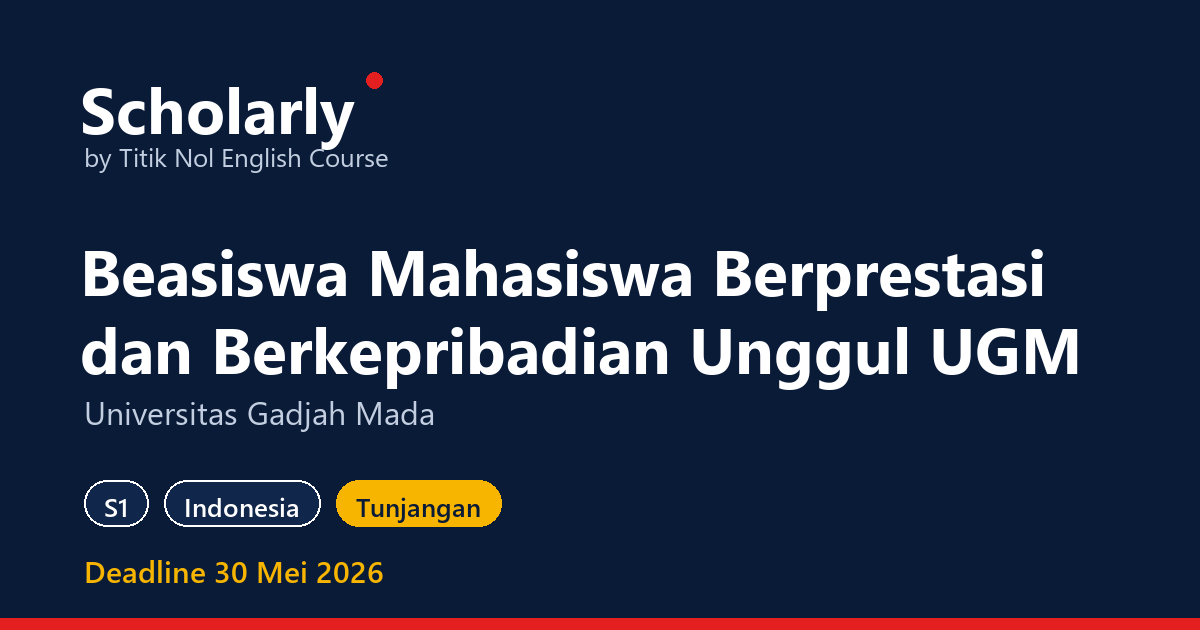 Scholarly
by Titik Nol English Course
Beasiswa Mahasiswa Berprestasi
dan Berkepribadian Unggul UGM
Universitas Gadjah Mada
S1 Indonesia Tunjangan
Deadline 30 Mei 2026